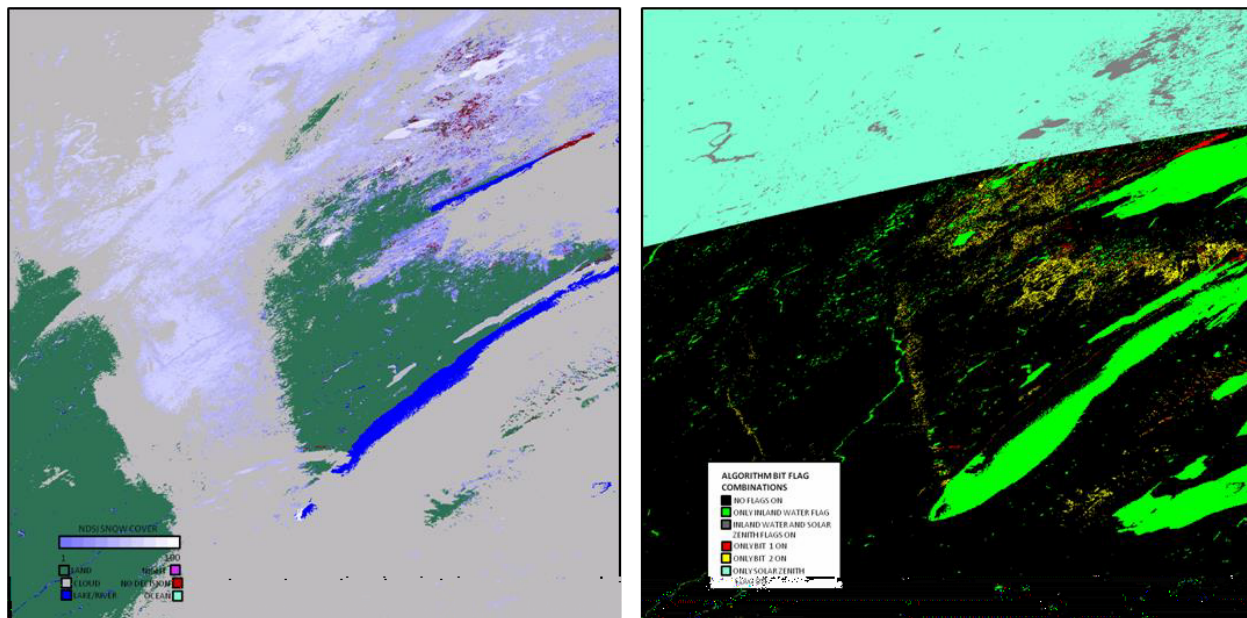 NDSI SNOW COVER
1 100
LAND NIGHT
CLOUD NO DECISION
LAKE/RIVER OCEAN
ALGORITHM BIT FLAG
COMBINATIONS
NO FLAGS ON
ONLY INLAND WATER FLAG
INLAND WATER AND SOLAR
ZENITH FLAGS ON
ONLY BIT 1 ON
ONLY BIT 2 ON
ONLY SOLAR ZENITH